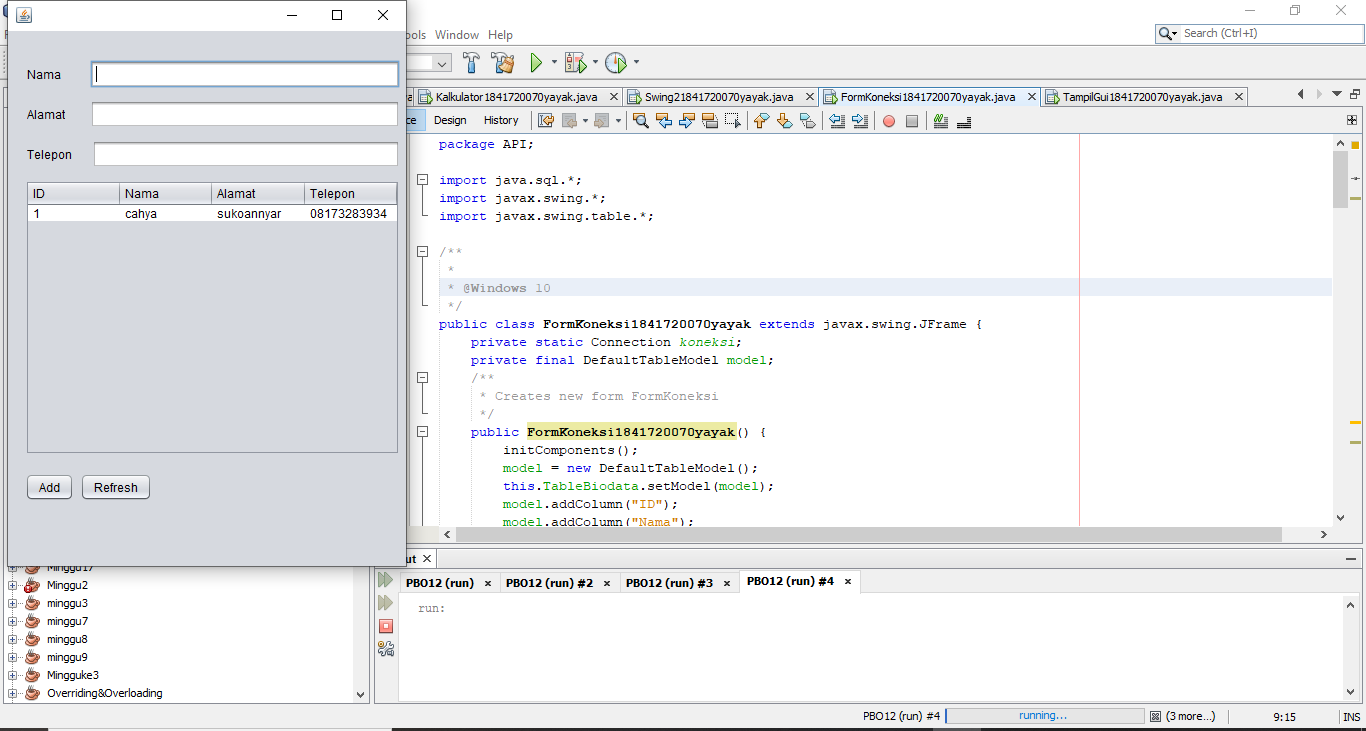 Nama
Alamat
Telepon
ID Nama Alamat Telepon
1 cahya sukoannyar 08173283934
Add Refresh
ools Window Help
Search (Ctrl+I)
Kalkulator1841720070yayak.java Swing21841720070yayak.java FormKoneksi1841720070yayak.java TampilGui1841720070yayak.java
ce Design History
package API;
import java.sql.*;
import javax.swing.*;
import javax.swing.table.*;
/**
*
* @Windows 10
*/
public class FormKoneksi1841720070yayak extends javax.swing.JFrame {
private static Connection koneksi;
private final DefaultTableModel model;
/**
* Creates new form FormKoneksi
*/
public FormKoneksi1841720070yayak() {
initComponents();
model = new DefaultTableModel();
this.TableBiodata.setModel(model);
model.addColumn("ID");
model.addColumn("Nama");
Minggu17
Minggu2
minggu3
minggu7
minggu8
minggu9
Mingguke3
Overriding&Overloading
ut
PBO12 (run) PBO12 (run) #2 PBO12 (run) #3 PBO12 (run) #4
run:
PBO12 (run) #4 running... (3 more...) 9:15 INS